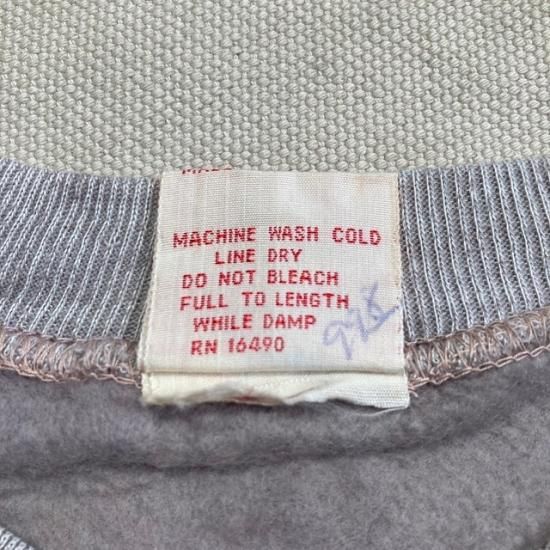 MACHINE WASH COLD
LINE DRY
DO NOT BLEACH
FULL TO LENGTH
WHILE DAMP
RN 16490